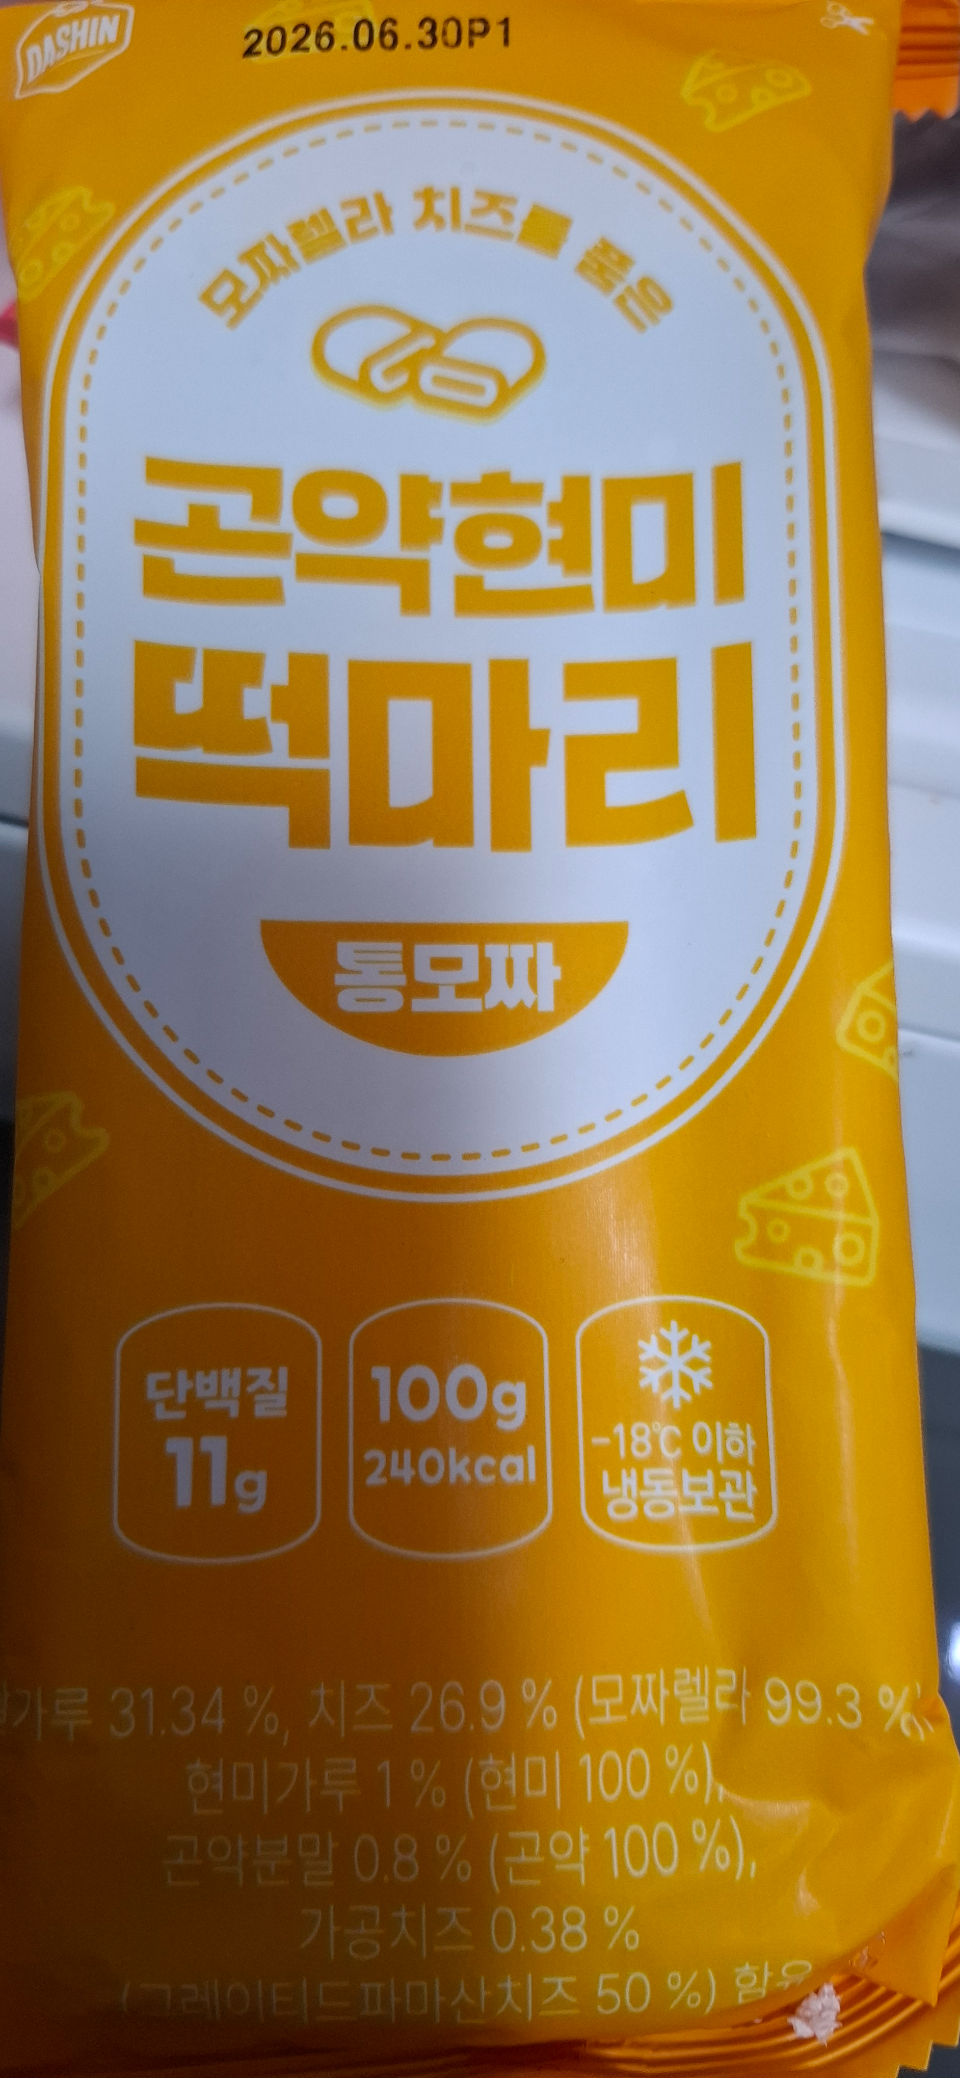 DASHIN
2026.06.30P1
모짜렐라 치즈를 품은
곤약현미
떡마리
통모짜
단백질
11g
100g
240kcal
-18℃ 이하
냉동보관
가루 31.34 %, 치즈 26.9 % (모짜렐라 99.3 %),
현미가루 1 % (현미 100 %),
곤약분말 0.8 % (곤약 100 %),
가공치즈 0.38 %
(그레이티드파마산치즈 50 %) 함유